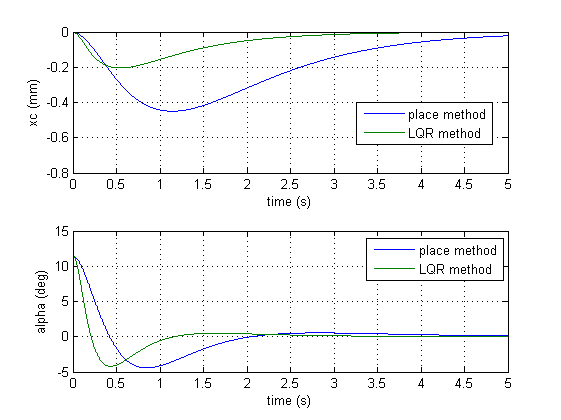 0
-0.2
-0.4
-0.6
-0.8
xc (mm)
place method
LQR method
0 0.5 1 1.5 2 2.5 3 3.5 4 4.5 5
time (s)
15
10
5
0
-5
alpha (deg)
place method
LQR method
0 0.5 1 1.5 2 2.5 3 3.5 4 4.5 5
time (s)